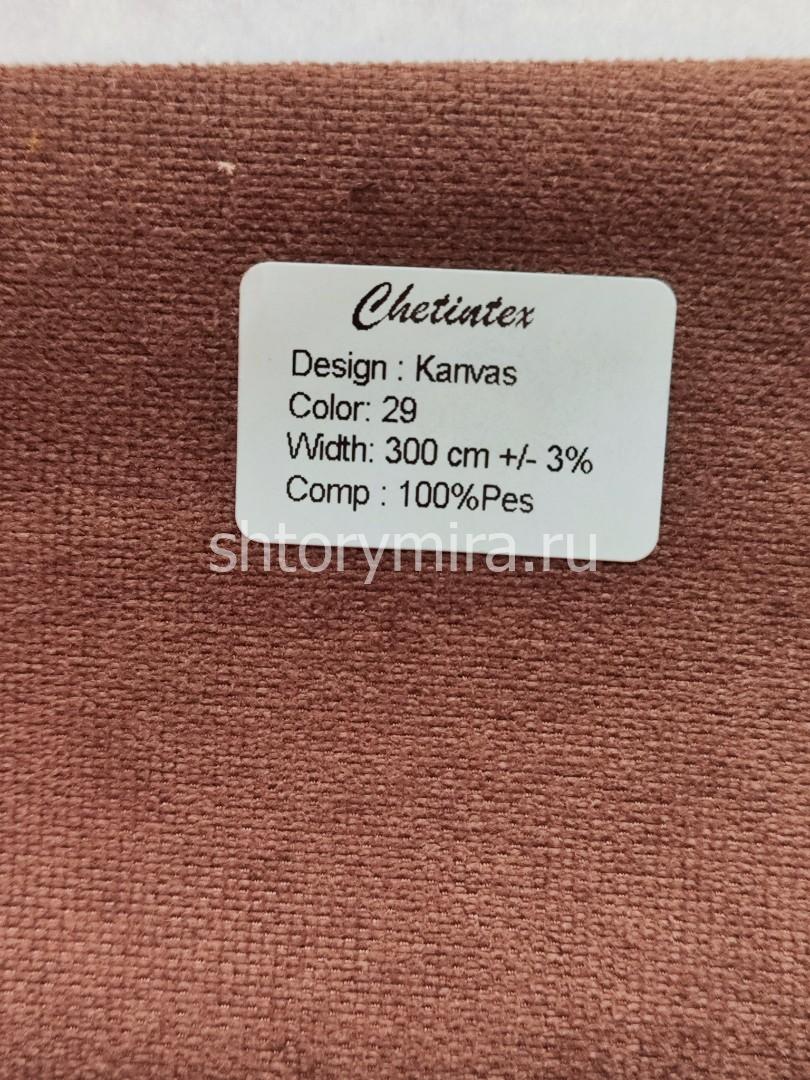 Chetintex
Design : Kanvas
Color: 29
Width: 300 cm +/- 3%
Comp : 100%Pes
shtorymira.ru